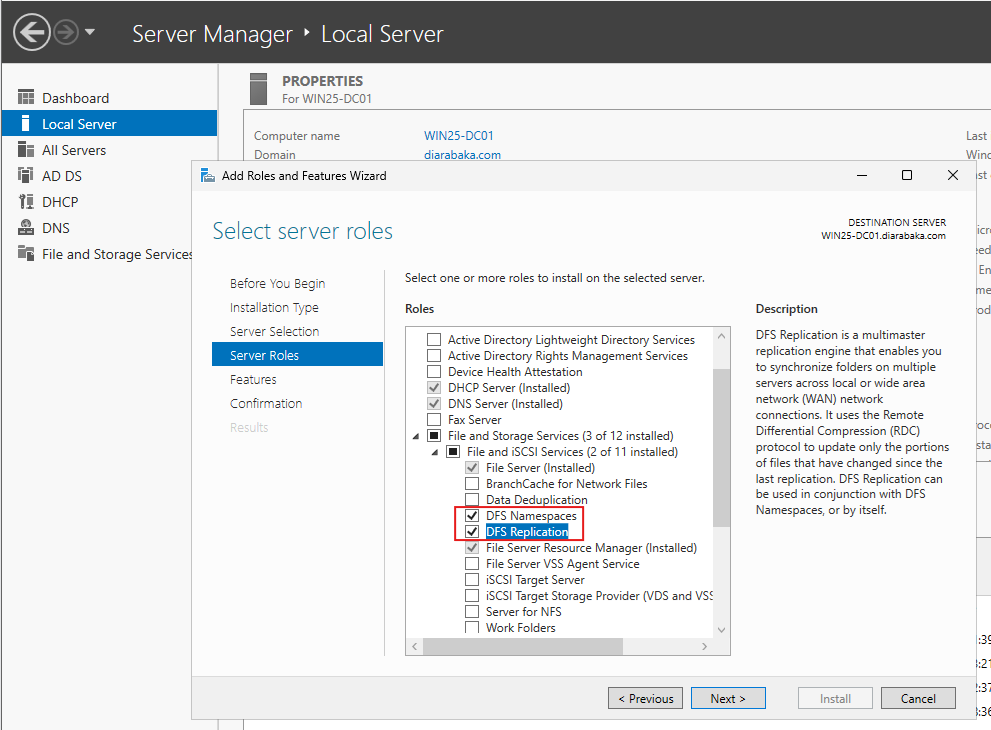 Server Manager ‣ Local Server
Dashboard
Local Server
All Servers
AD DS
DHCP
DNS
File and Storage Services
PROPERTIES
For WIN25-DC01
Computer name WIN25-DC01 Last
Domain diarabaka.com
Add Roles and Features Wizard
Select server roles
DESTINATION SERVER
WIN25-DC01.diarabaka.com
Before You Begin
Installation Type
Server Selection
Server Roles
Features
Confirmation
Results
Select one or more roles to install on the selected server.
Roles
Active Directory Lightweight Directory Services
Active Directory Rights Management Services
Device Health Attestation
DHCP Server (Installed)
DNS Server (Installed)
Fax Server
File and Storage Services (3 of 12 installed)
File and iSCSI Services (2 of 11 installed)
File Server (Installed)
BranchCache for Network Files
Data Deduplication
DFS Namespaces
DFS Replication
File Server Resource Manager (Installed)
File Server VSS Agent Service
iSCSI Target Server
iSCSI Target Storage Provider (VDS and VSS
Server for NFS
Work Folders
Description
DFS Replication is a multimaster
replication engine that enables you
to synchronize folders on multiple
servers across local or wide area
network (WAN) network
connections. It uses the Remote
Differential Compression (RDC)
protocol to update only the portions
of files that have changed since the
last replication. DFS Replication can
be used in conjunction with DFS
Namespaces, or by itself.
< Previous
Next >
Install
Cancel